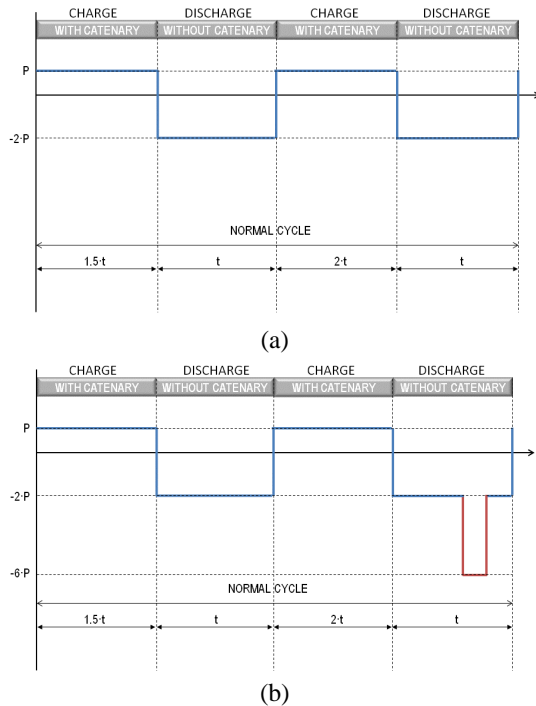 CHARGE DISCHARGE CHARGE DISCHARGE
WITH CATENARY WITHOUT CATENARY WITH CATENARY WITHOUT CATENARY
P
-2·P
NORMAL CYCLE
1.5·t t 2·t t
(a)
CHARGE DISCHARGE CHARGE DISCHARGE
WITH CATENARY WITHOUT CATENARY WITH CATENARY WITHOUT CATENARY
P
-2·P
-6·P
NORMAL CYCLE
1.5·t t 2·t t
(b)